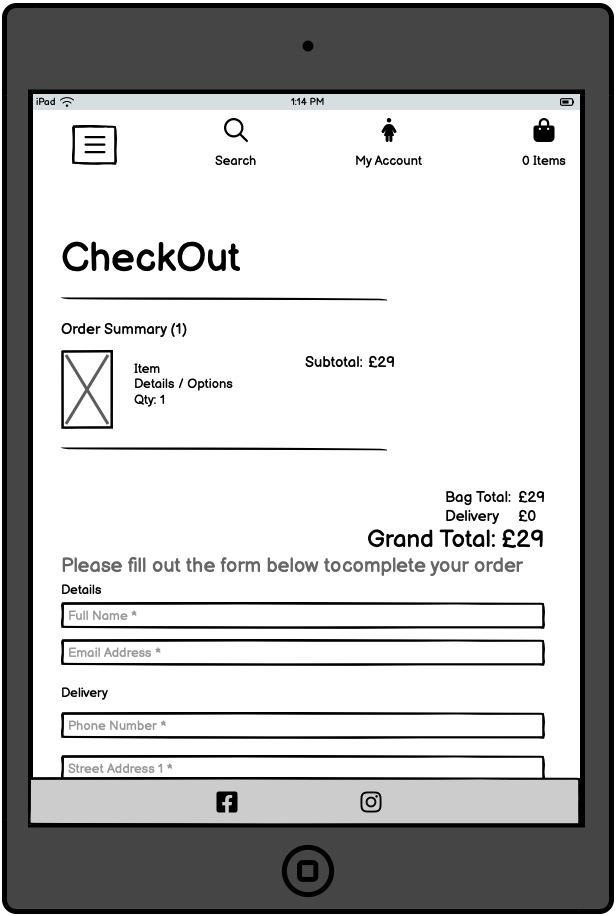 iPad 1:14 PM
Search My Account 0 Items
CheckOut
Order Summary (1)
Subtotal: £29
Item
Details / Options
Qty: 1
Bag Total: £29
Delivery £0
Grand Total: £29
Please fill out the form below tocomplete your order
Details
Full Name *
Email Address *
Delivery
Phone Number *
Street Address 1 *